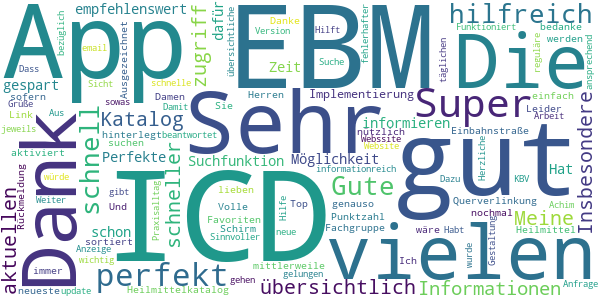 App
EBM
Die
ICD
Sehr
gut
vielen
Dank
Super
hilfreich
perfekt
Gute
Katalog
schnell
schneller
zugriff
empfehlenswert
dafür
übersichtliche
Danke
Version
Hilft
Suche
fehlerhafter
Funktioniert
täglichen
bedanke
werden
reguläre
ansprechend
bezüglich
email
schnelle
Dass
Sicht
Ausgezeichnet
gespart
Zeit
sofern
Aus
Grüße
Link
jeweils
sowas
Damen
Damit
Sie
Herren
Implementierung
einfach
Leider
Arbeit
Insbesondere
hinterlegt
beantwortet
informieren
nützlich
Website
Website
Einbahnstraße
aktiviert
suchen
Perfekte
Suchfunktion
Möglichkeit
informationreich
Herzliche
Dazu
KBV
Hat
aktuellen
Rückmeldung
würde
Weiter
gibt
schon
Praxisalltag
lieben
Favoriten
Top
genauso
Querverlinkung
Meine
Und
Volle
Schirm
Hilfe
Punktzahl
Fachgruppe
nochmal
wäre
Habt
Achim
Heilmittel
sortiert
Anzeige
wichtig
Sinnvoller
neue
mittlerweile
gelungen
Ich
wurde
Gestaltung
immer
gehen
neueste
update
Heilmittelkatalog
übersichtlich
Informationen
Anfrage